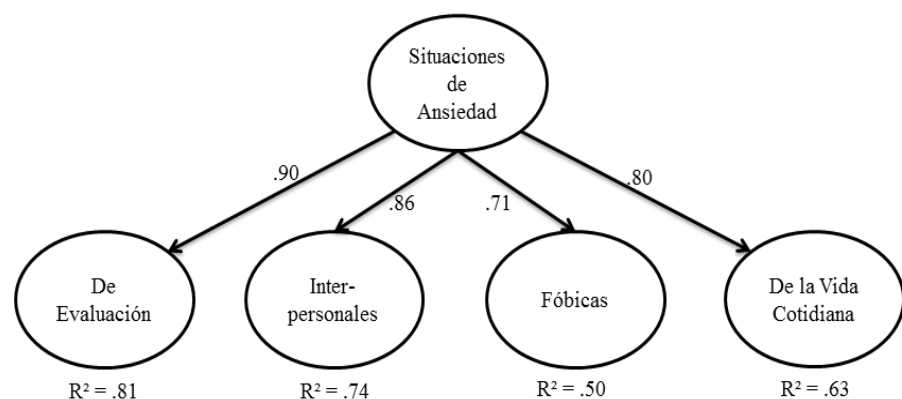 Situaciones
de
Ansiedad
.90
.86
.71
.80
De
Evaluación
Inter-
personales
Fóbicas
De la Vida
Cotidiana
R² = .81
R² = .74
R² = .50
R² = .63